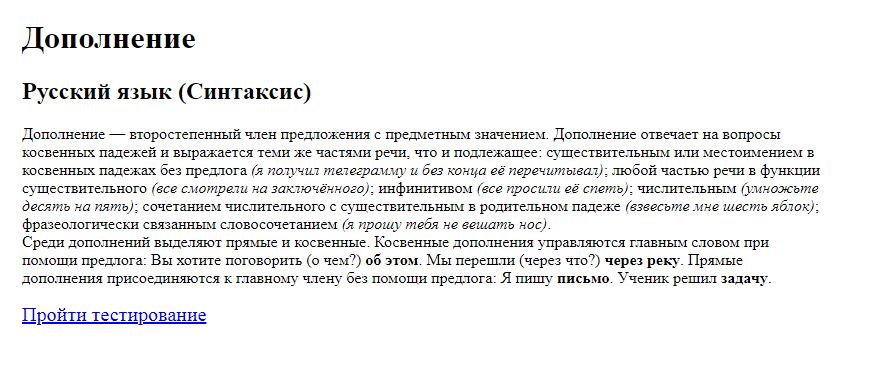 Дополнение
Русский язык (Синтаксис)
Дополнение — второстепенный член предложения с предметным значением. Дополнение отвечает на вопросы
косвенных падежей и выражается теми же частями речи, что и подлежащее: существительным или местоимением в
косвенных падежах без предлога (я получил телеграмму и без конца её перечитывал); любой частью речи в функции
существительного (все смотрели на заключённого); инфинитивом (все просили её спеть); числительным (умножьте
десять на пять); сочетанием числительного с существительным в родительном падеже (взвесьте мне шесть яблок);
фразеологически связанным словосочетанием (я прошу тебя не вешать нос).
Среди дополнений выделяют прямые и косвенные. Косвенные дополнения управляются главным словом при
помощи предлога: Вы хотите поговорить (о чем?) об этом. Мы перешли (через что?) через реку. Прямые
дополнения присоединяются к главному члену без помощи предлога: Я пишу письмо. Ученик решил задачу.
Пройти тестирование